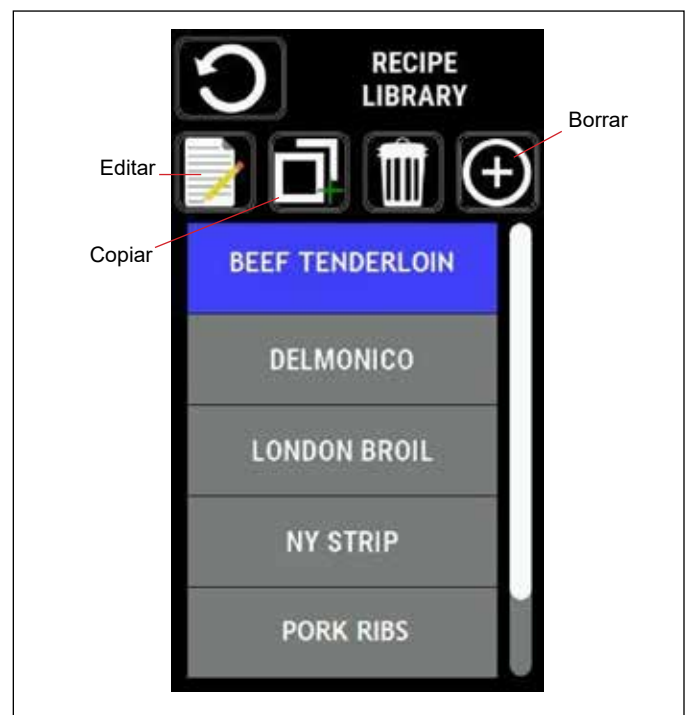 RECIPE
LIBRARY
Borrar
Editar
Copiar
BEEF TENDERLOIN
DELMONICO
LONDON BROIL
NY STRIP
PORK RIBS